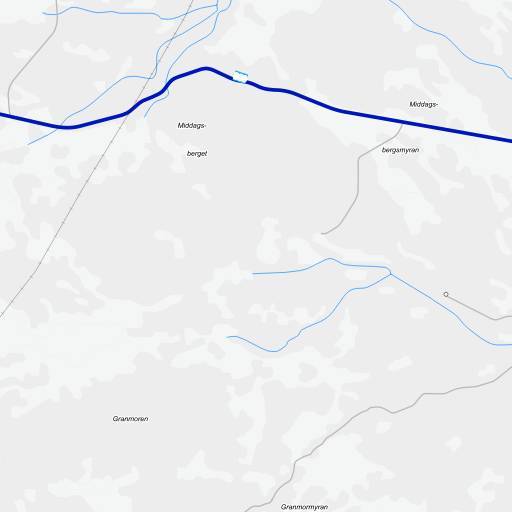 Middags-
bergsmyran
Middags-
berget
Granmoren
Granmormyran